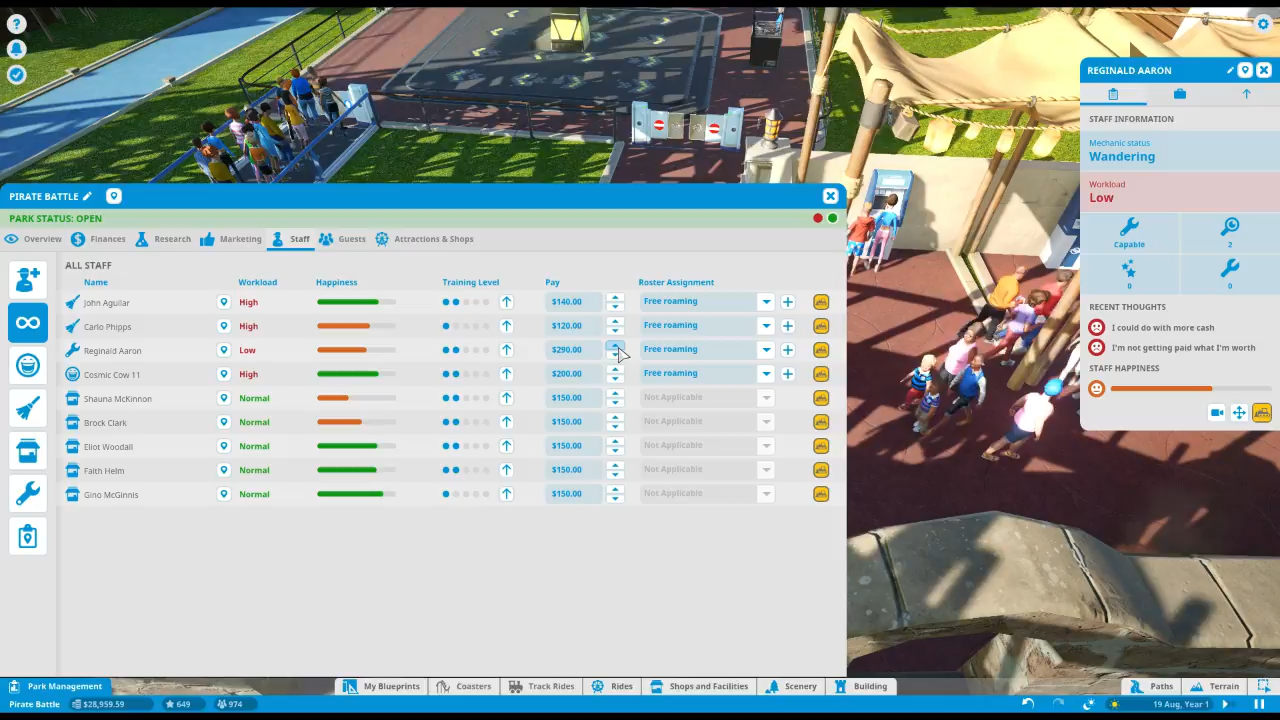 PIRATE BATTLE
PARK STATUS: OPEN
Overview Finances Research Marketing Staff Guests Attractions & Shops
ALL STAFF
Name Workload Happiness Training Level Pay Roster Assignment
John Aguilar High $140.00 Free roaming
Carlo Phipps High $120.00 Free roaming
Reginald Aaron Low $290.00 Free roaming
Cosmic Cow 11 High $200.00 Free roaming
Shauna McKinnon Normal $150.00 Not Applicable
Brock Clark Normal $150.00 Not Applicable
Eliot Woodall Normal $150.00 Not Applicable
Faith Helm Normal $150.00 Not Applicable
Gino McGinnis Normal $150.00 Not Applicable
REGINALD AARON
STAFF INFORMATION
Mechanic status
Wandering
Workload
Low
Capable 2
0 0
RECENT THOUGHTS
I could do with more cash
I'm not getting paid what I'm worth
STAFF HAPPINESS
Park Management My Blueprints Coasters Track Rides Rides Shops and Facilities Scenery Building Paths Terrain
Pirate Battle $28,959.59 649 974 19 Aug, Year 1